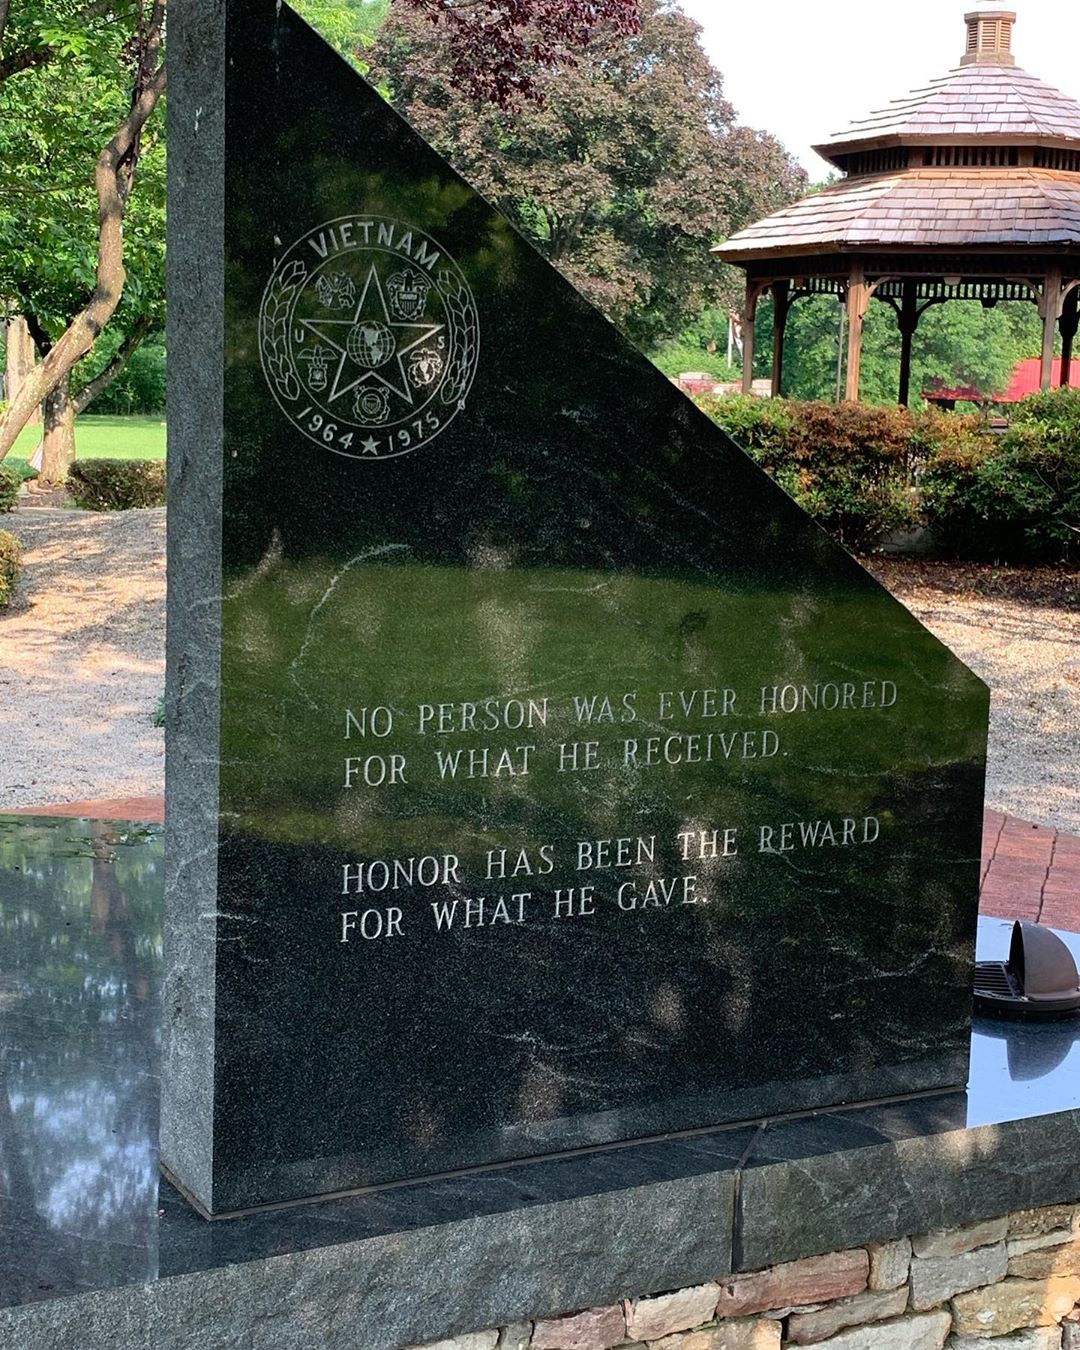 VIETNAM
U S
1964 ★ 1975
NO PERSON WAS EVER HONORED
FOR WHAT HE RECEIVED.
HONOR HAS BEEN THE REWARD
FOR WHAT HE GAVE.